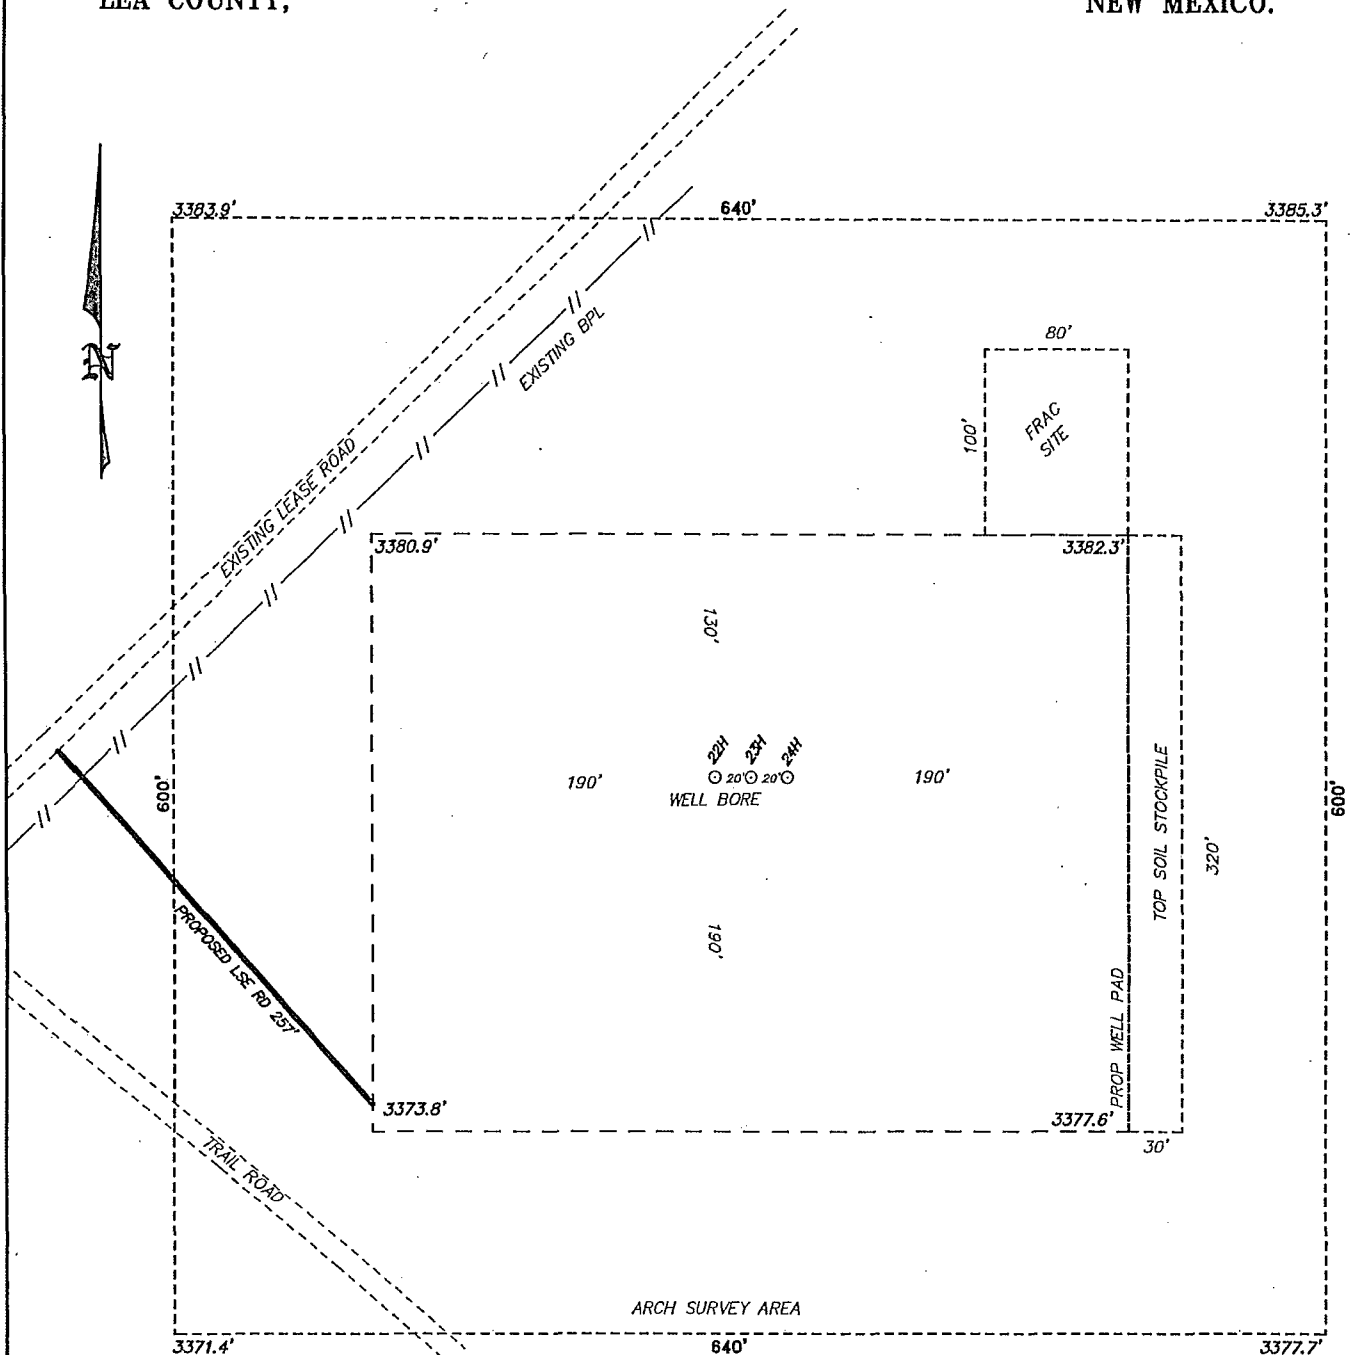 LEA COUNTY,
NEW MEXICO.
3383.9'
640'
3385.3'
N
80'
EXISTING BPL
100'
FRAC
SITE
EXISTING LEASE ROAD
3380.9'
3382.3'
130'
22H
23H
24H
190'
20'
20'
190'
WELL BORE
600'
600'
TOP SOIL STOCKPILE
320'
PROPOSED LSE RD 257'
190'
PROP WELL PAD
3373.8'
3377.6'
30'
TRAIL ROAD
ARCH SURVEY AREA
3371.4'
640'
3377.7'